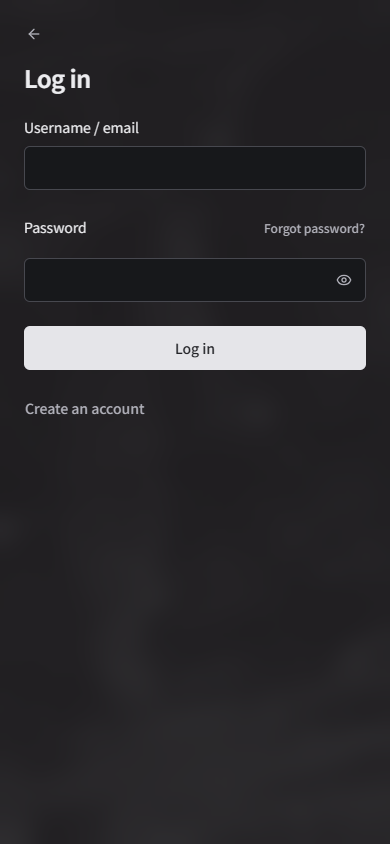 Log in
Username / email
Password
Forgot password?
Log in
Create an account